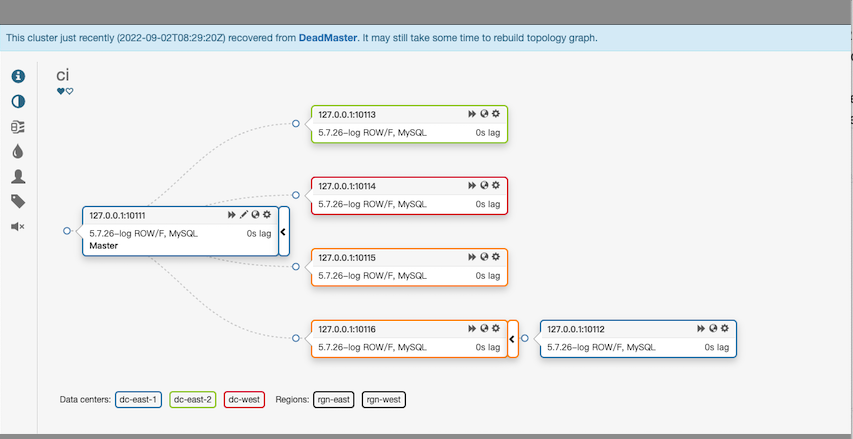 This cluster just recently (2022-09-02T08:29:20Z) recovered from DeadMaster. It may still take some time to rebuild topology graph.
ci
127.0.0.1:10113
5.7.26-log ROW/F, MySQL 0s lag
127.0.0.1:10114
5.7.26-log ROW/F, MySQL 0s lag
127.0.0.1:10111
5.7.26-log ROW/F, MySQL 0s lag
Master
127.0.0.1:10115
5.7.26-log ROW/F, MySQL 0s lag
127.0.0.1:10116
5.7.26-log ROW/F, MySQL 0s lag
127.0.0.1:10112
5.7.26-log ROW/F, MySQL 0s lag
Data centers: dc-east-1 dc-east-2 dc-west Regions: rgn-east rgn-west